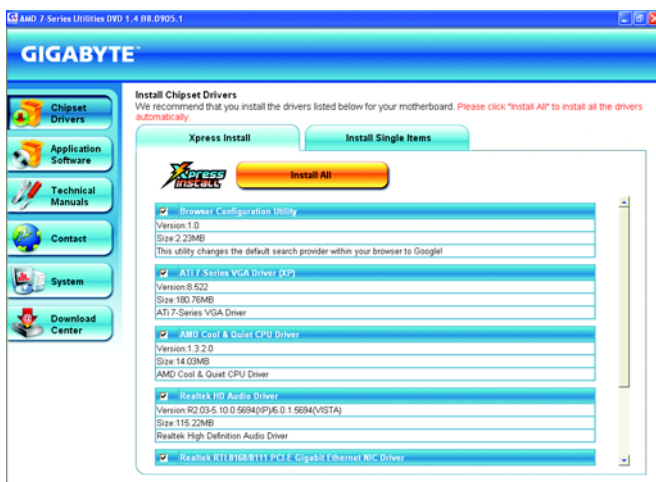 AMD 7-Series Utilities DVD 1.4 B8.0905.1
GIGABYTE™
Chipset
Drivers
Application
Software
Technical
Manuals
Contact
System
Download
Center
Install Chipset Drivers
We recommend that you install the drivers listed below for your motherboard. Please click "Install All" to install all the drivers
automatically.
Xpress Install
Install Single Items
Xpress
Install
Install All
Browser Configuration Utility
Version:1.0
Size:2.23MB
This utility changes the default search provider within your browser to Google!
ATi 7-Series VGA Driver (XP)
Version:8.522
Size:180.76MB
ATi 7-Series VGA Driver
AMD Cool & Quiet CPU Driver
Version:1.3.2.0
Size:14.03MB
AMD Cool & Quiet CPU Driver
Realtek HD Audio Driver
Version:R2.03-5.10.0.5694(XP)/6.0.1.5694(VISTA)
Size:115.22MB
Realtek High Definition Audio Driver
Realtek RTL8168/8111 PCI-E Gigabit Ethernet NIC Driver